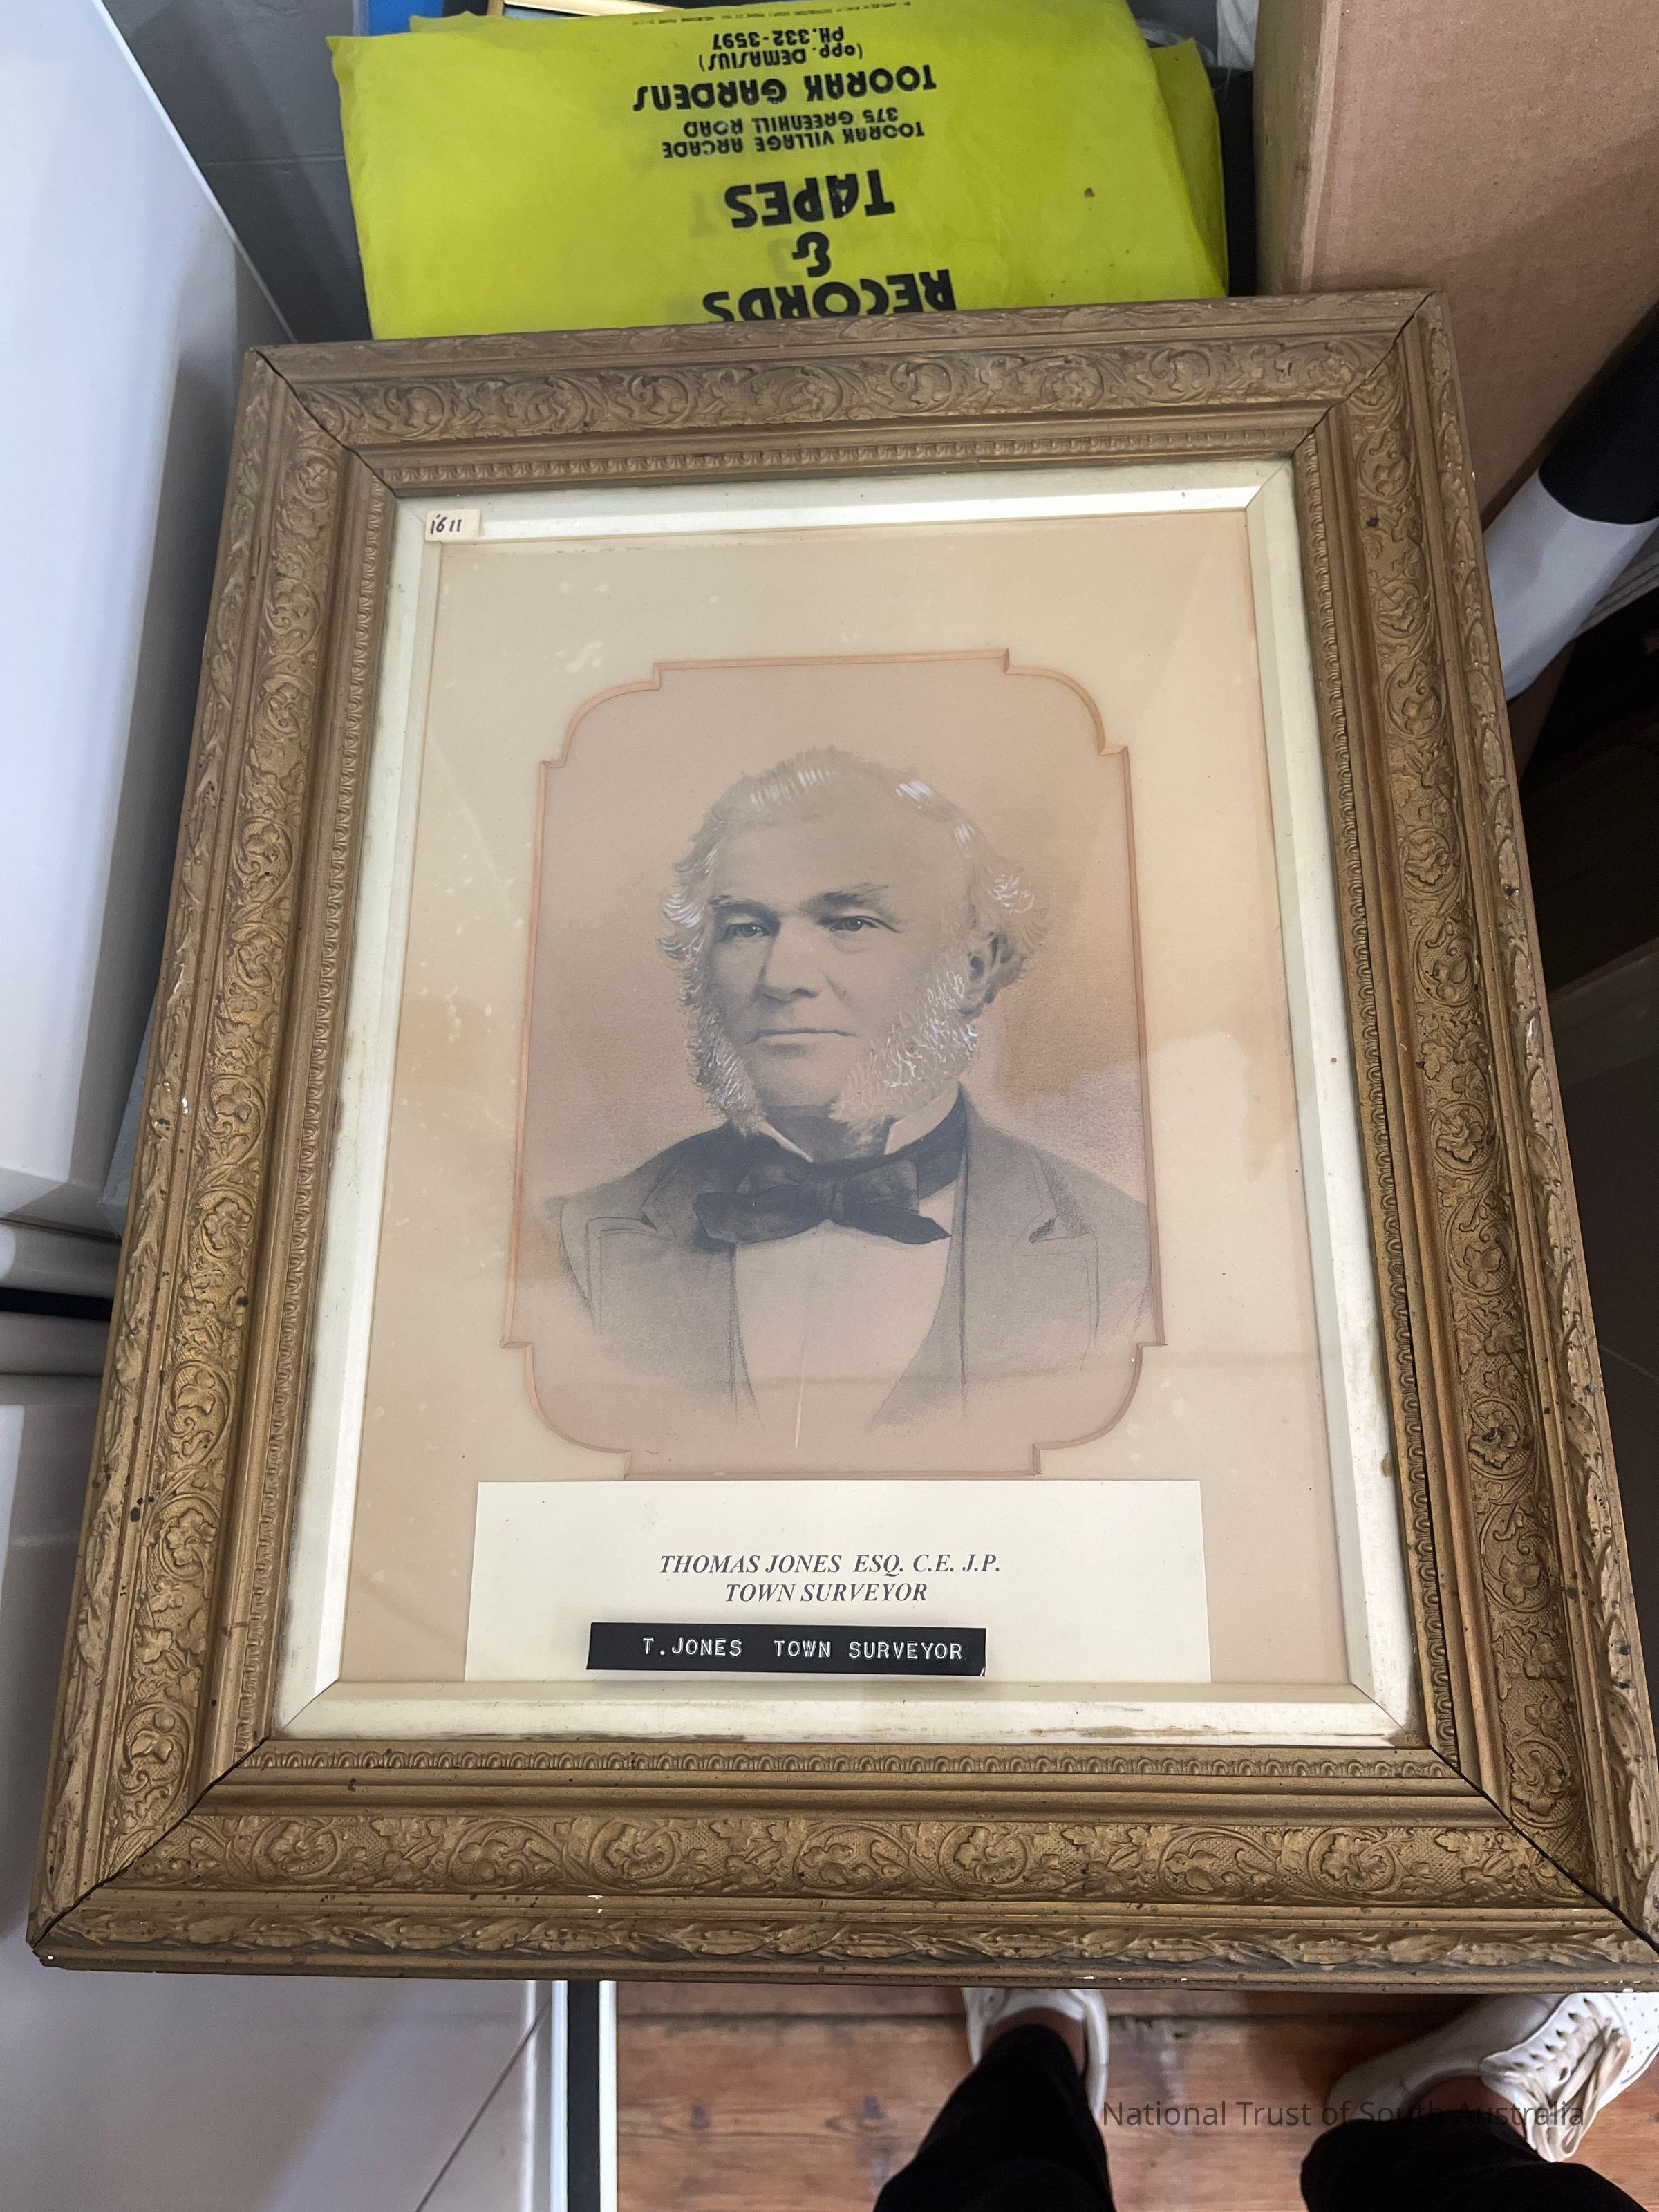 RECORDS
&
TAPES
TOORAK VILLAGE ARCADE
375 GREENHILL ROAD
TOORAK GARDENS
(opp. DEMASIUS)
PH. 332-3597
1611
THOMAS JONES ESQ. C.E. J.P.
TOWN SURVEYOR
T.JONES TOWN SURVEYOR
National Trust of South Australia